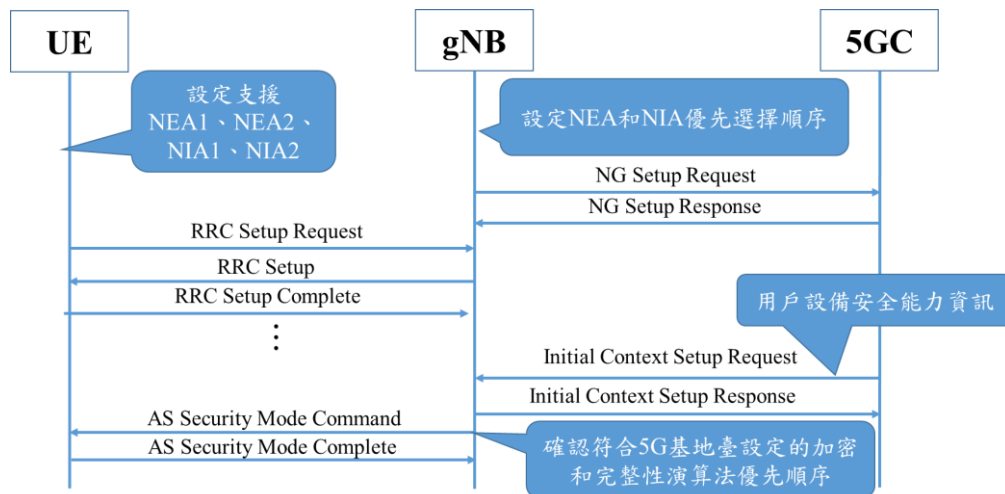 UE
gNB
5GC
設定支援
NEA1、NEA2、
NIA1、NIA2
設定NEA和NIA優先選擇順序
NG Setup Request
NG Setup Response
RRC Setup Request
RRC Setup
RRC Setup Complete
⋮
用戶設備安全能力資訊
Initial Context Setup Request
Initial Context Setup Response
AS Security Mode Command
AS Security Mode Complete
確認符合5G基地臺設定的加密
和完整性演算法優先順序